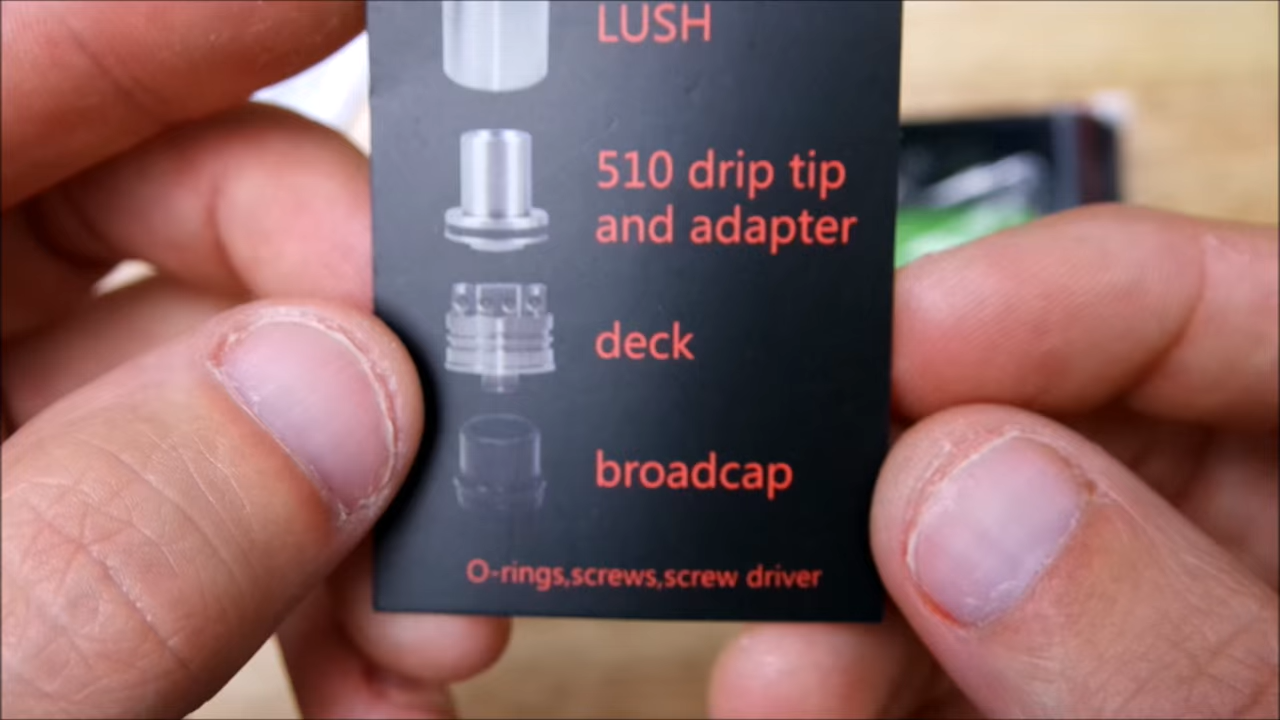 LUSH
510 drip tip
and adapter
deck
broadcap
O-rings,screws,screw driver